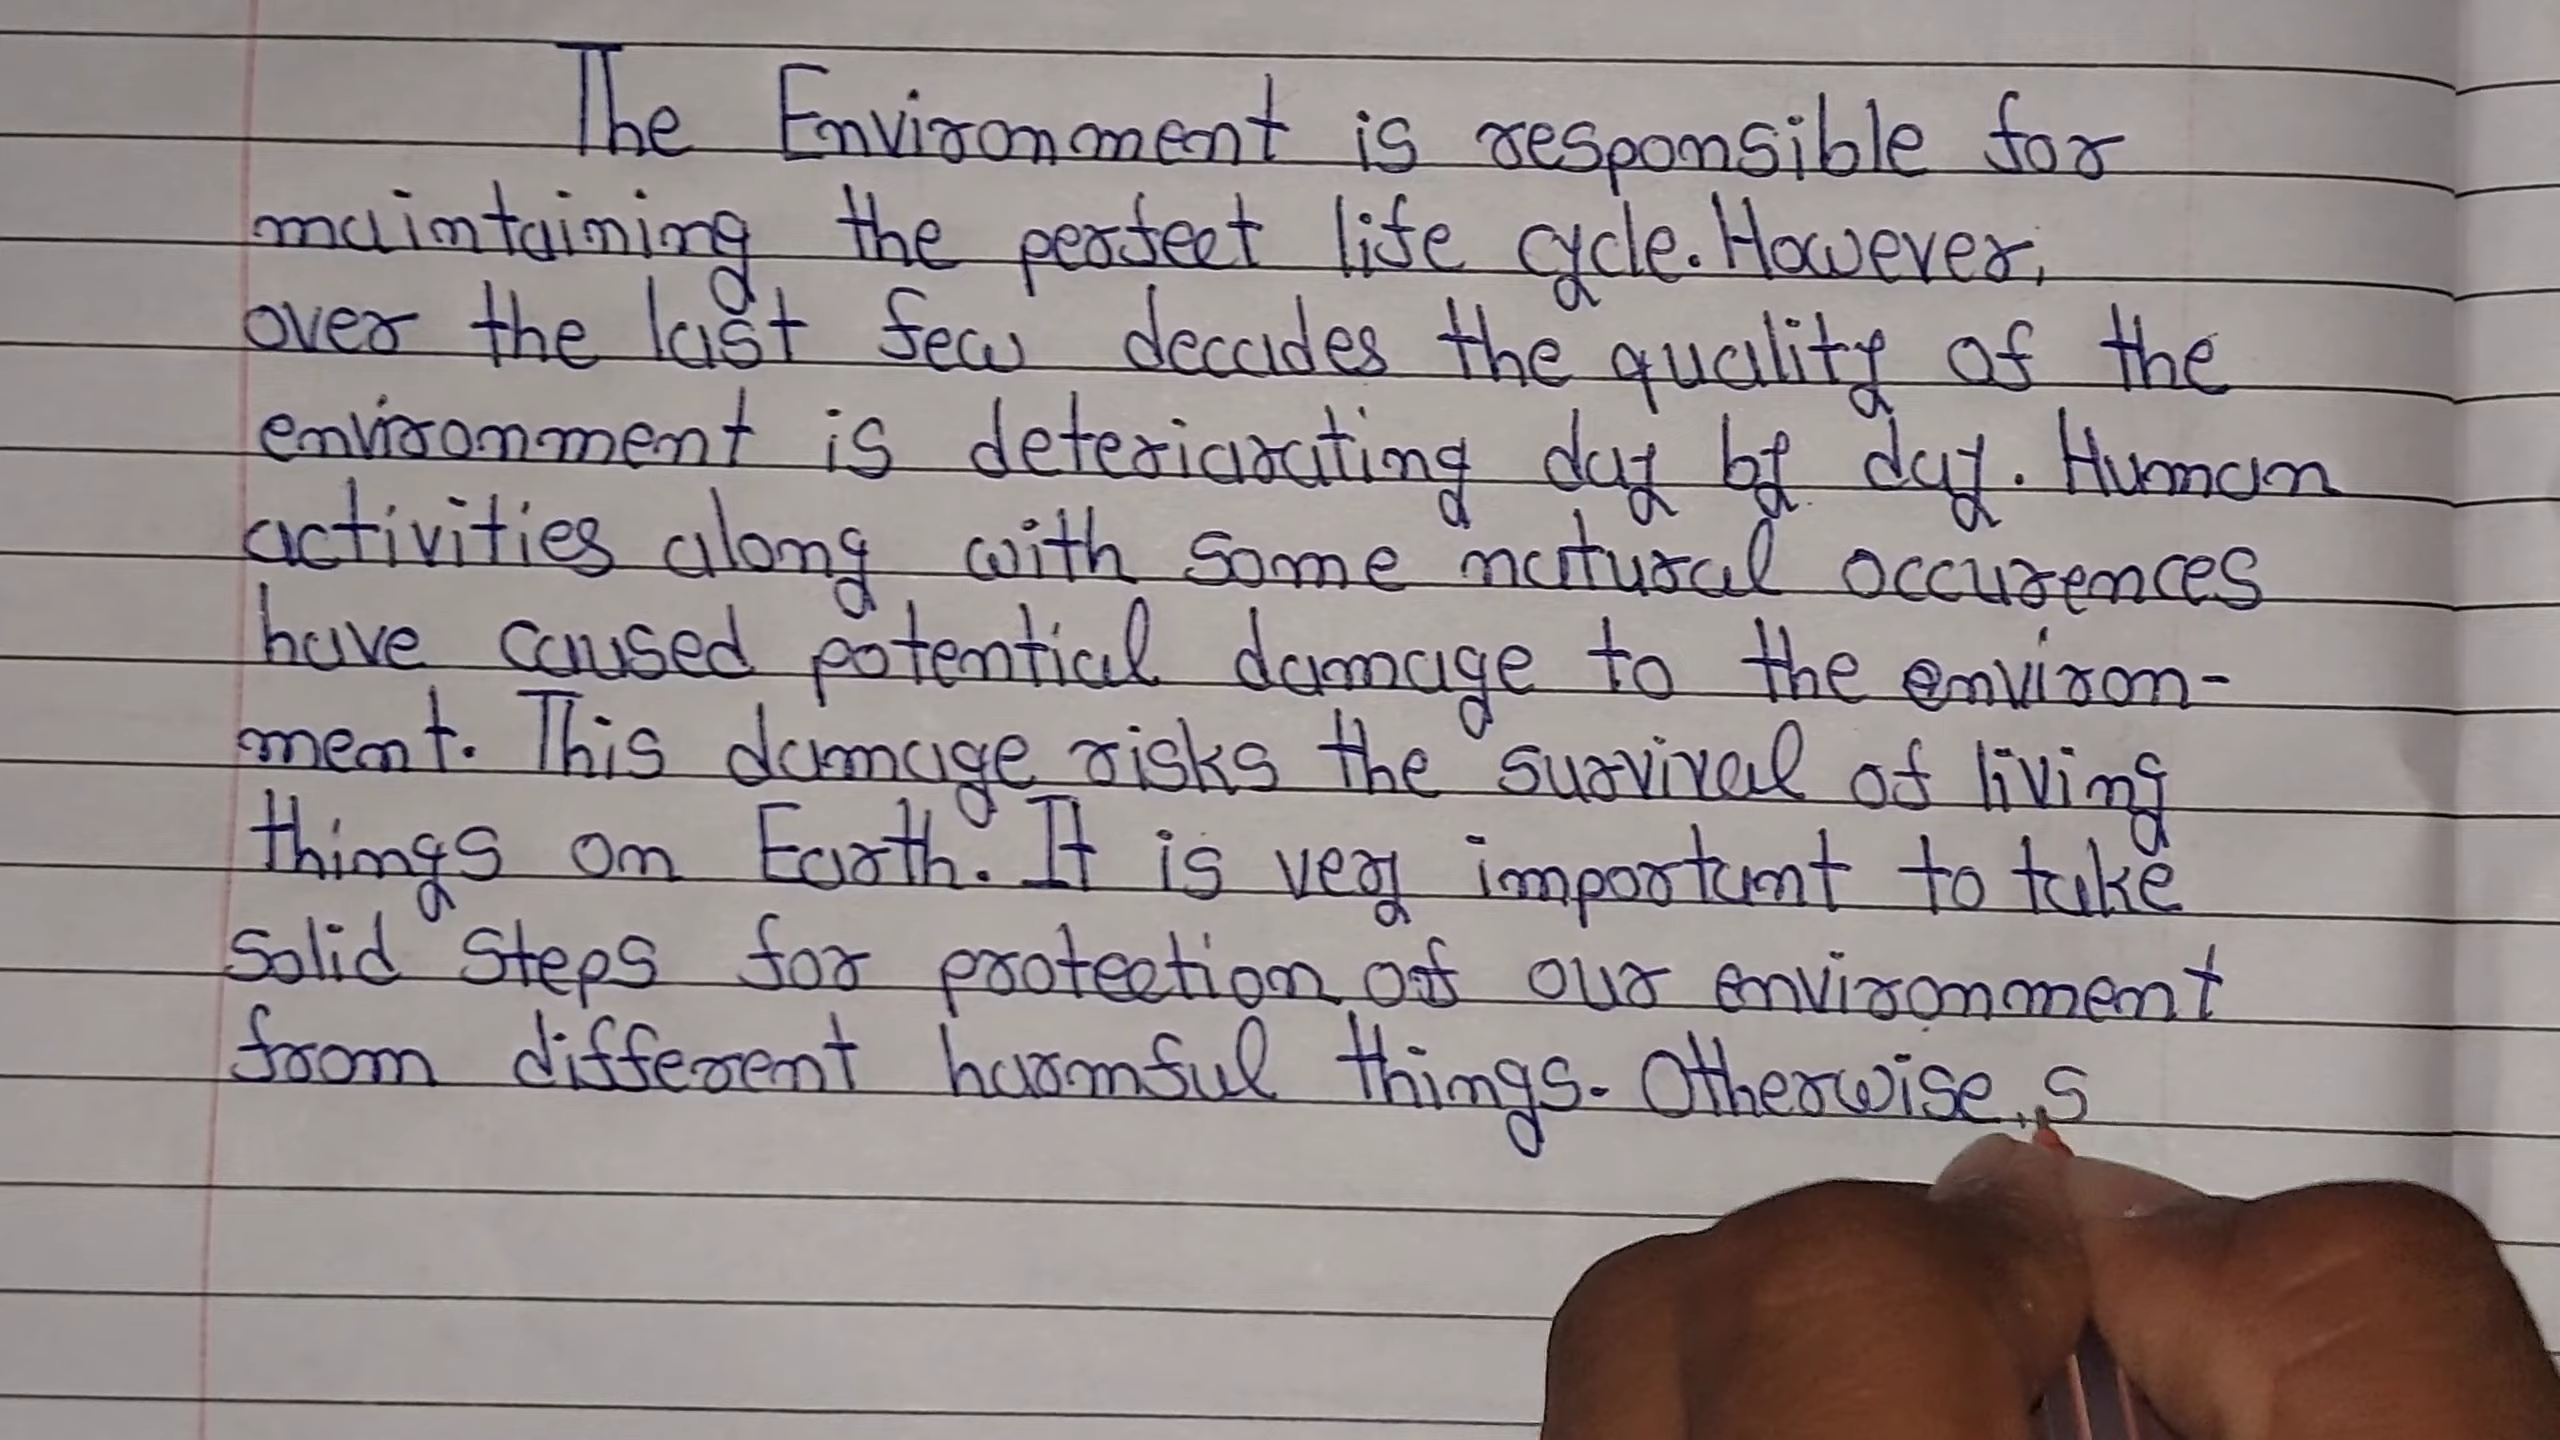 The Environment is responsible for
maintaining the perfect life cycle. However,
over the last few decades the quality of the
environment is deteriarating day by day. Human
activities along with some natural occurences
have caused potential damage to the environ-
ment. This damage risks the survival of living
things on Earth. It is very important to take
solid steps for protection of our environment
from different harmful things. Otherwise, s